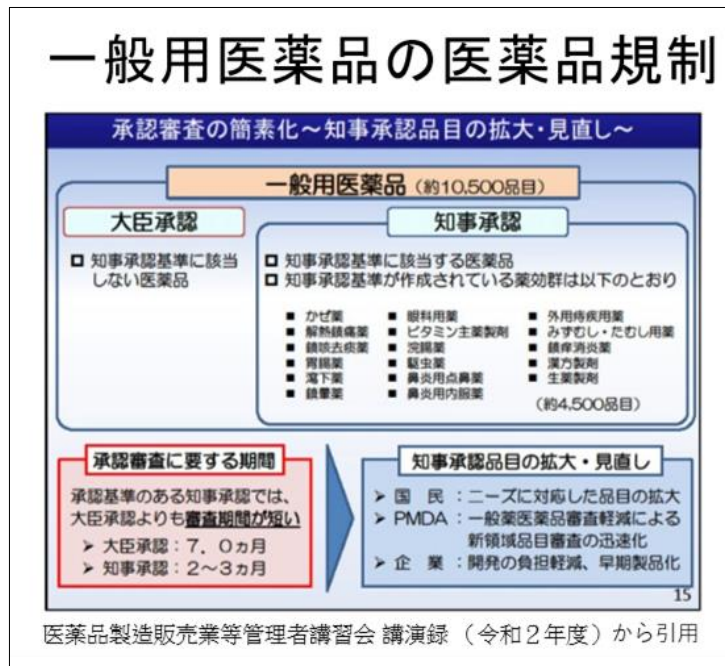 一般用医薬品の医薬品規制
承認審査の簡素化～知事承認品目の拡大・見直し～
一般用医薬品(約10,500品目)
大臣承認
□ 知事承認基準に該当
しない医薬品
知事承認
□ 知事承認基準に該当する医薬品
□ 知事承認基準が作成されている薬効群は以下のとおり
■ かぜ薬
■ 解熱鎮痛薬
■ 鎮咳去痰薬
■ 胃腸薬
■ 瀉下薬
■ 鎮暈薬
■ 眼科用薬
■ ビタミン主薬製剤
■ 浣腸薬
■ 駆虫薬
■ 鼻炎用点鼻薬
■ 鼻炎用内服薬
■ 外用痔疾用薬
■ みずむし・たむし用薬
■ 鎮痒消炎薬
■ 漢方製剤
■ 生薬製剤
(約4,500品目)
承認審査に要する期間
承認基準のある知事承認では、
大臣承認よりも審査期間が短い
➢ 大臣承認:7.0ヵ月
➢ 知事承認:2～3ヵ月
知事承認品目の拡大・見直し
➢ 国 民 :ニーズに対応した品目の拡大
➢ PMDA :一般薬医薬品審査軽減による
新領域品目審査の迅速化
➢ 企 業 :開発の負担軽減、早期製品化
15
医薬品製造販売業等管理者講習会 講演録 (令和2年度)から引用